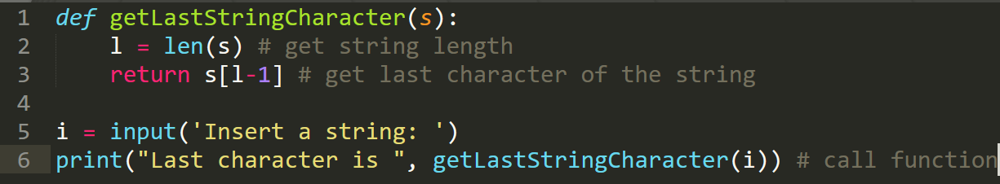 1 def getLastStringCharacter(s):
2     l = len(s) # get string length
3     return s[l-1] # get last character of the string
4
5 i = input('Insert a string: ')
6 print("Last character is ", getLastStringCharacter(i)) # call function